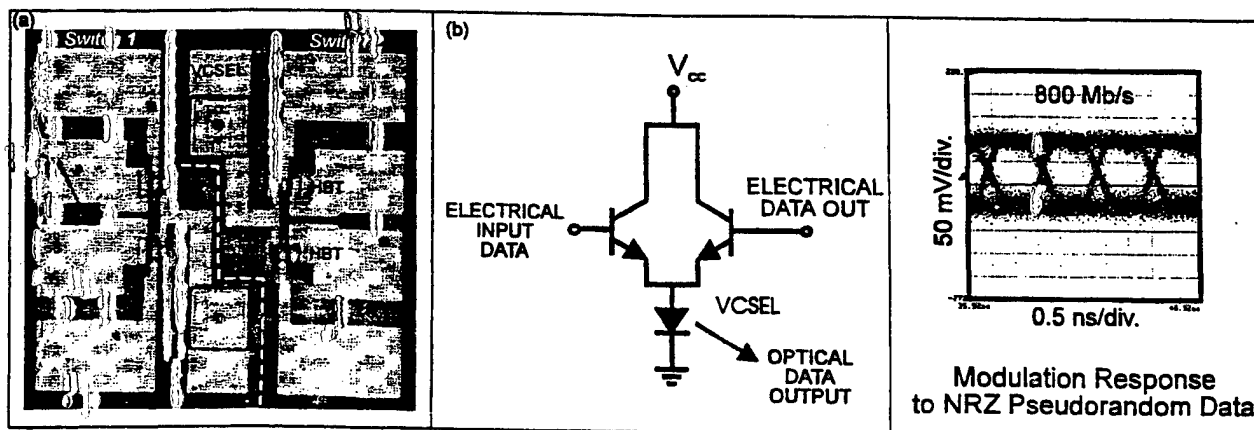 (a)
Switch 1
Switch
VCSEL
HBT
HBT
(b)
Vcc
ELECTRICAL
INPUT
DATA
ELECTRICAL
DATA OUT
VCSEL
OPTICAL
DATA
OUTPUT
800 Mb/s
50 mV/div.
0.5 ns/div.
Modulation Response
to NRZ Pseudorandom Data